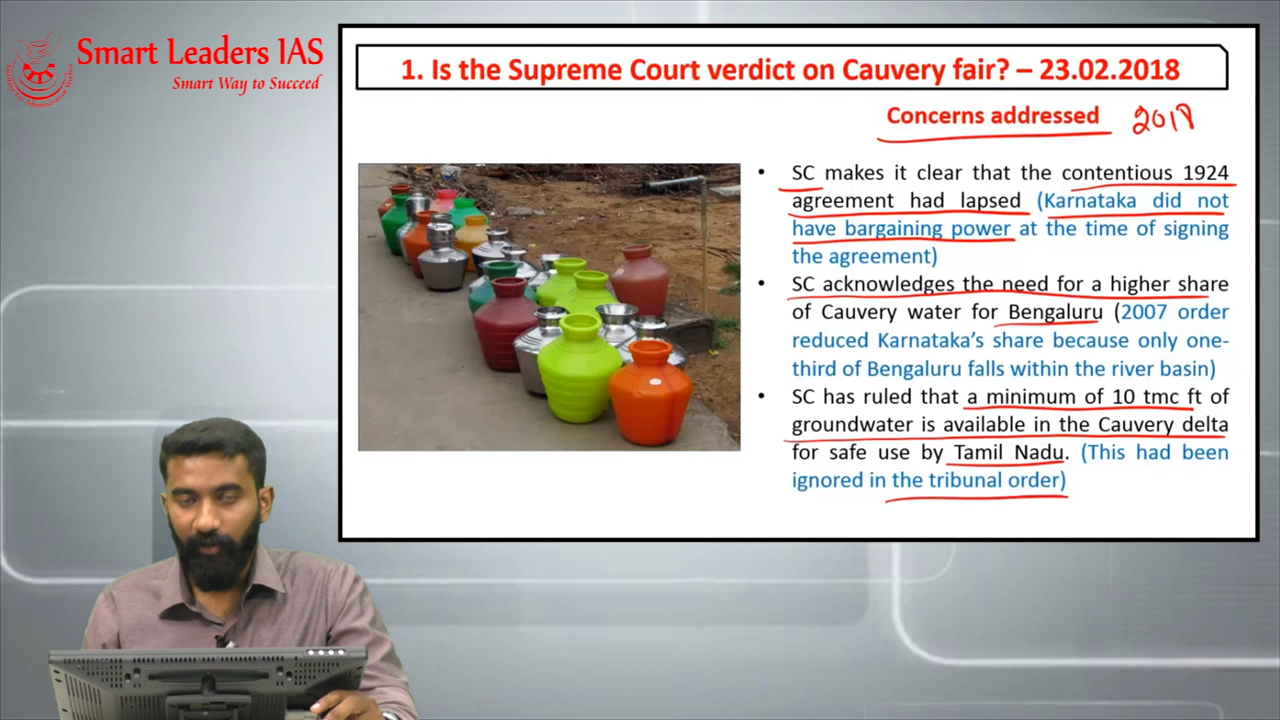 Smart Leaders IAS
Smart Way to Succeed
1. Is the Supreme Court verdict on Cauvery fair? – 23.02.2018
Concerns addressed 2018
• SC makes it clear that the contentious 1924
agreement had lapsed (Karnataka did not
have bargaining power at the time of signing
the agreement)
• SC acknowledges the need for a higher share
of Cauvery water for Bengaluru (2007 order
reduced Karnataka's share because only one-
third of Bengaluru falls within the river basin)
• SC has ruled that a minimum of 10 tmc ft of
groundwater is available in the Cauvery delta
for safe use by Tamil Nadu. (This had been
ignored in the tribunal order)